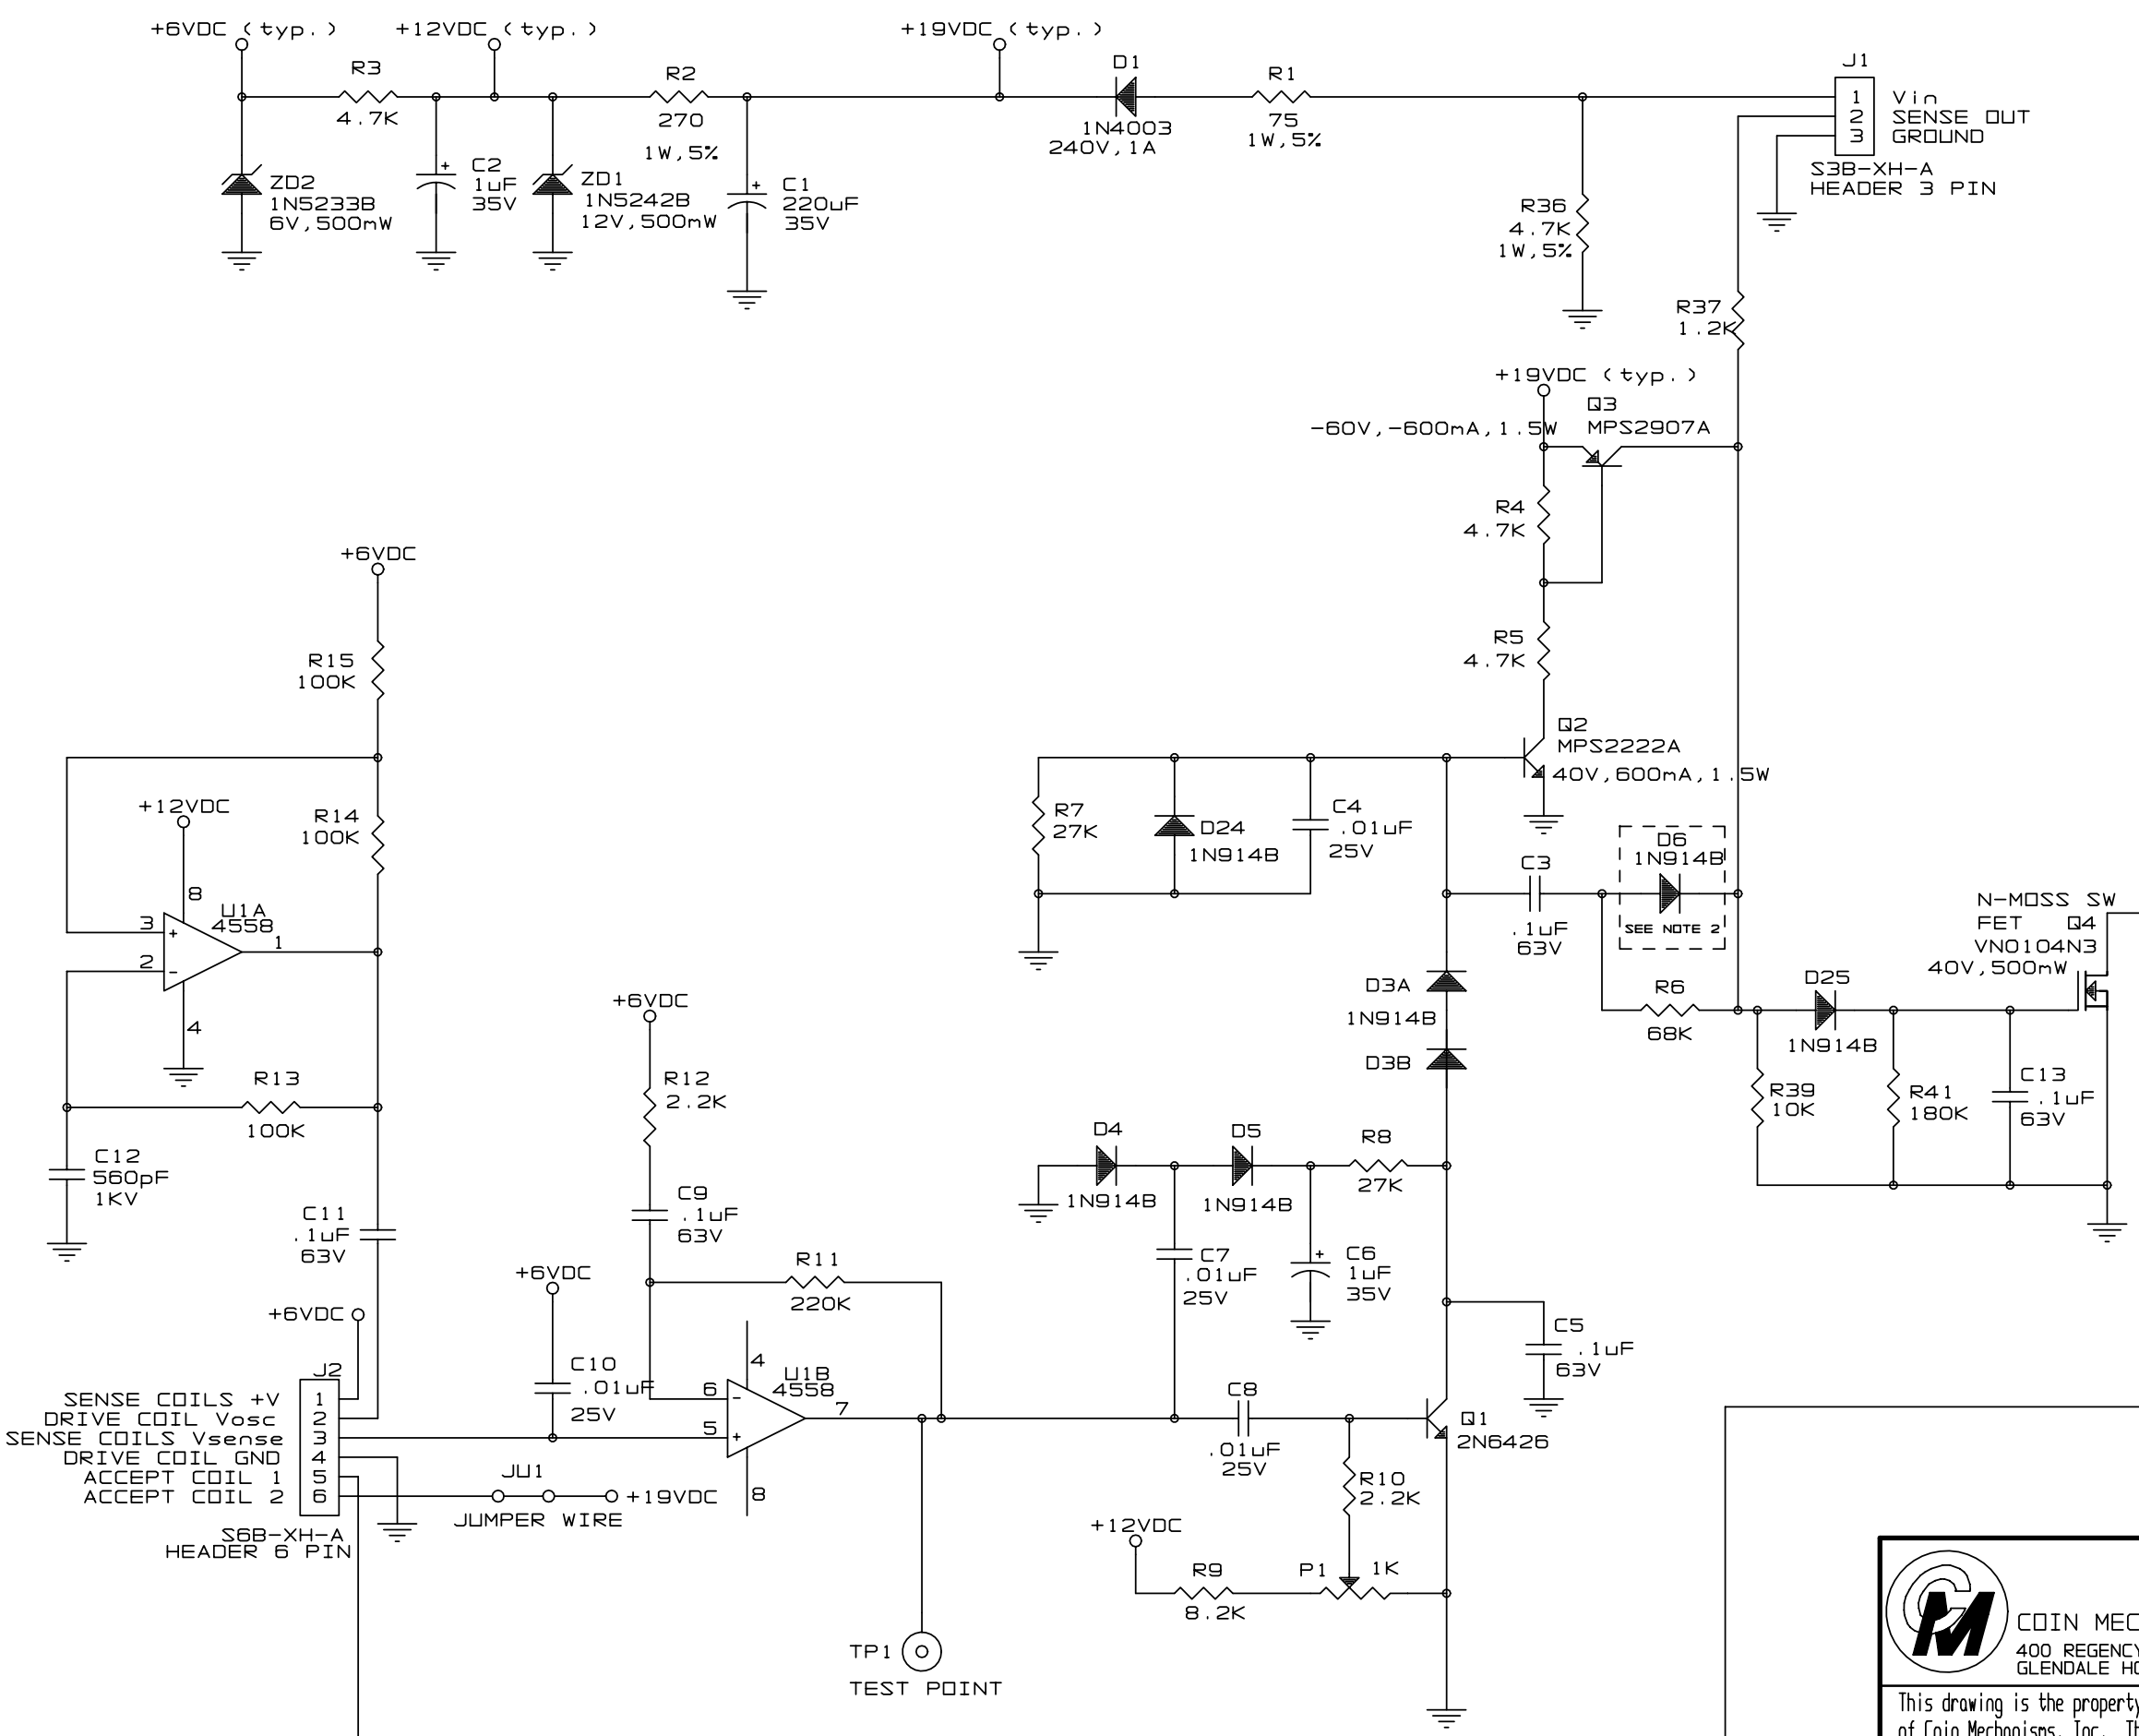 +6VDC (typ.)
+12VDC (typ.)
+19VDC (typ.)
R3
4.7K
R2
270
1W,5%
D1
1N4003
240V,1A
R1
75
1W,5%
J1
1 Vin
2 SENSE OUT
3 GROUND
S3B-XH-A
HEADER 3 PIN
ZD2
1N5233B
6V,500mW
+
C2
1uF
35V
ZD1
1N5242B
12V,500mW
+
C1
220uF
35V
R36
4.7K
1W,5%
R37
1.2K
+19VDC (typ.)
Q3
-60V,-600mA,1.5W
MPS2907A
R4
4.7K
R5
4.7K
+6VDC
R15
100K
R14
100K
+12VDC
8
U1A
4558
3
+
1
2
-
4
R13
100K
C12
560pF
1KV
C11
.1uF
63V
Q2
MPS2222A
40V,600mA,1.5W
R7
27K
D24
1N914B
C4
.01uF
25V
C3
.1uF
63V
D6
1N914B
SEE NOTE 2
R6
68K
N-MOSS SW
FET Q4
VN0104N3
40V,500mW
D25
1N914B
R39
10K
R41
180K
C13
.1uF
63V
D3A
1N914B
D3B
+6VDC
R12
2.2K
C9
.1uF
63V
R11
220K
D4
1N914B
D5
1N914B
R8
27K
C7
.01uF
25V
+
C6
1uF
35V
C5
.1uF
63V
+6VDC
C10
.01uF
25V
+6VDC
J2
SENSE COILS +V 1
DRIVE COIL Vosc 2
SENSE COILS Vsense 3
DRIVE COIL GND 4
ACCEPT COIL 1 5
ACCEPT COIL 2 6
S6B-XH-A
HEADER 6 PIN
JU1
+19VDC
JUMPER WIRE
4
U1B
4558
6
-
7
5
+
8
C8
.01uF
25V
Q1
2N6426
R10
2.2K
+12VDC
R9
8.2K
P1
1K
TP1
TEST POINT
CM
COIN MEC
400 REGENCY
GLENDALE H
This drawing is the property
of Coin Mechanisms, Inc.